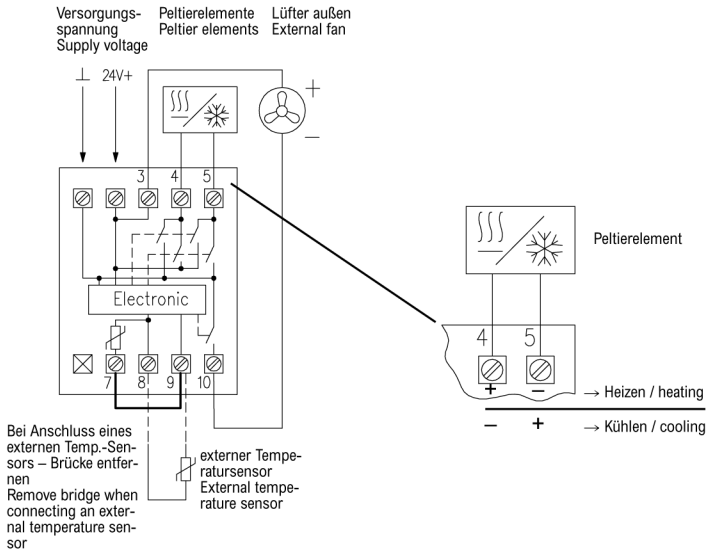 Versorgungs-
spannung
Supply voltage
Peltierelemente
Peltier elements
Lüfter außen
External fan
⊥ 24V+
+
–
3 4 5
Electronic
7 8 9 10
Bei Anschluss eines
externen Temp.-Sen-
sors – Brücke entfer-
nen
Remove bridge when
connecting an exter-
nal temperature sen-
sor
externer Tempe-
ratursensor
External tempe-
rature sensor
Peltierelement
4 5
+ – → Heizen / heating
– + → Kühlen / cooling